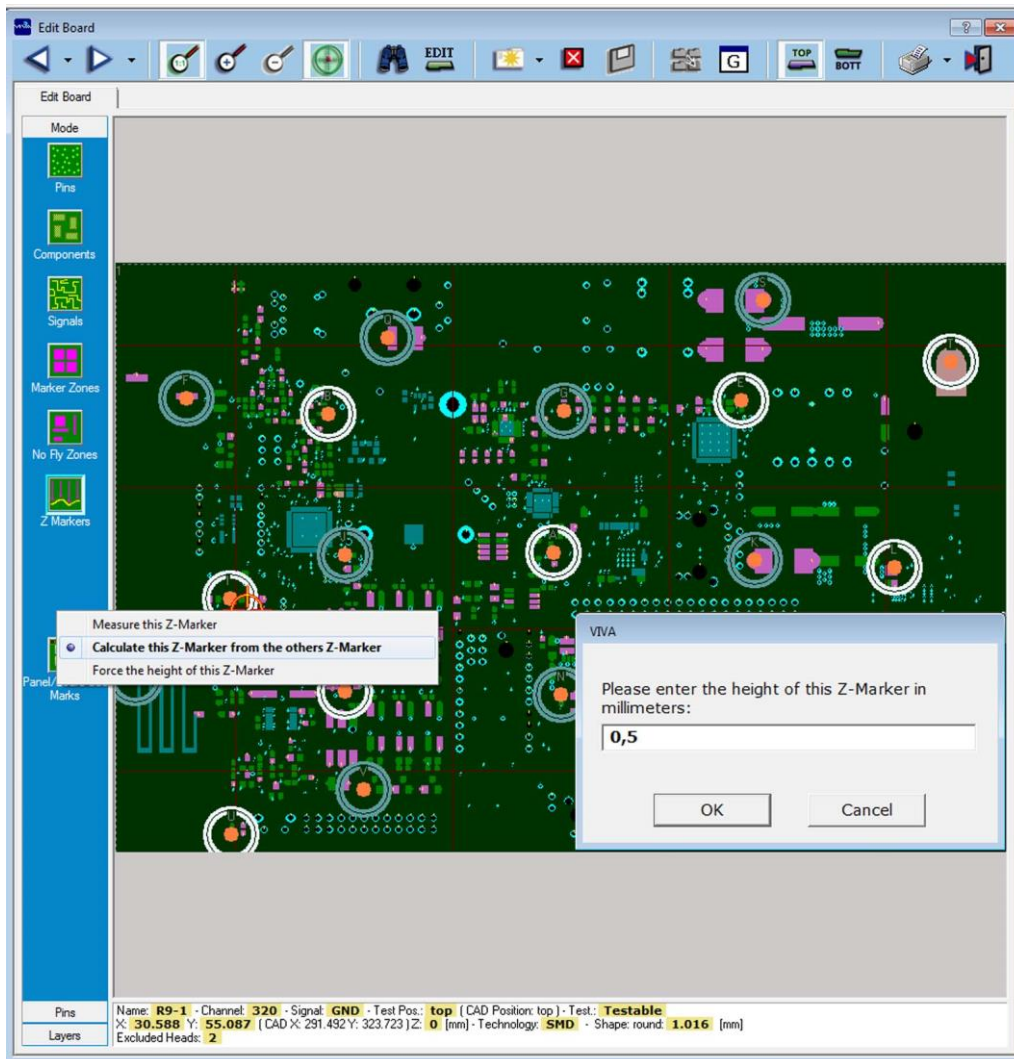 Edit Board
EDIT
G
TOP
BOTT
Edit Board
Mode
Pins
Components
Signals
Marker Zones
No Fly Zones
Z Markers
Marks
S
Q
T
F
B
G
E
J
A
K
L
N
V
U
Measure this Z-Marker
Calculate this Z-Marker from the others Z-Marker
Force the height of this Z-Marker
VIVA
Please enter the height of this Z-Marker in
millimeters:
0,5
OK
Cancel
Pins
Layers
Name: R9-1 - Channel: 320 - Signal: GND - Test Pos.: top ( CAD Position: top ) - Test.: Testable
X: 30.588 Y: 55.087 ( CAD X: 291.492 Y: 323.723 ) Z: 0 [mm] - Technology: SMD - Shape: round: 1.016 [mm]
Excluded Heads: 2